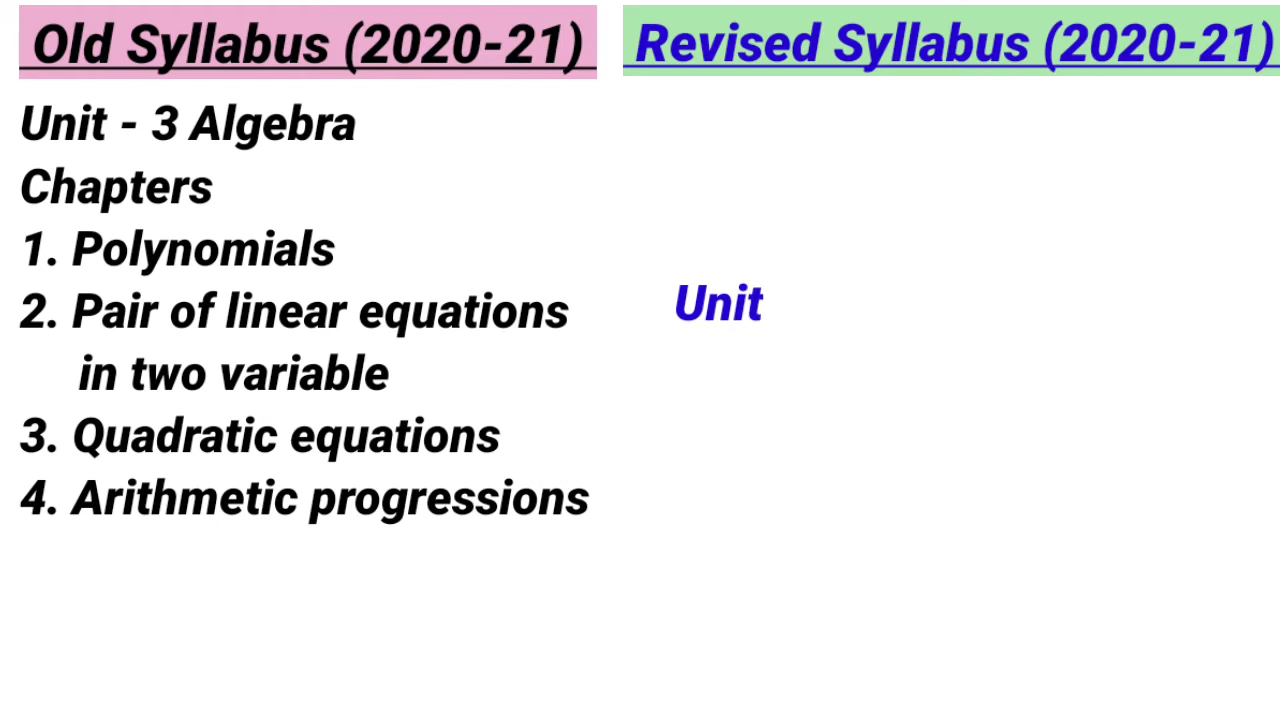 Old Syllabus (2020-21)
Unit - 3 Algebra
Chapters
1. Polynomials
2. Pair of linear equations
in two variable
3. Quadratic equations
4. Arithmetic progressions
Revised Syllabus (2020-21)
Unit